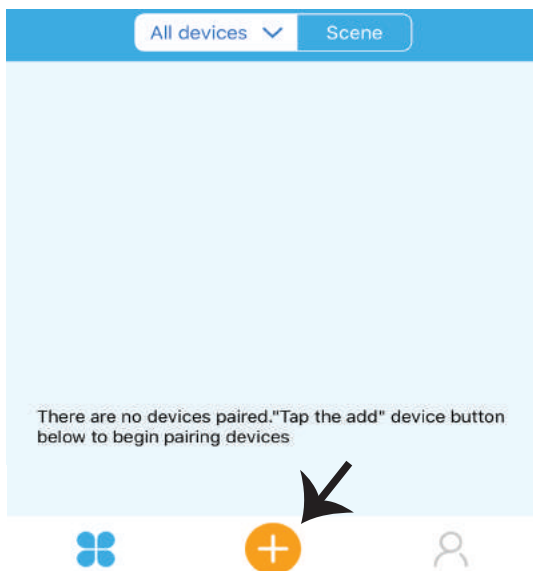 All devices Scene
There are no devices paired."Tap the add" device button
below to begin pairing devices